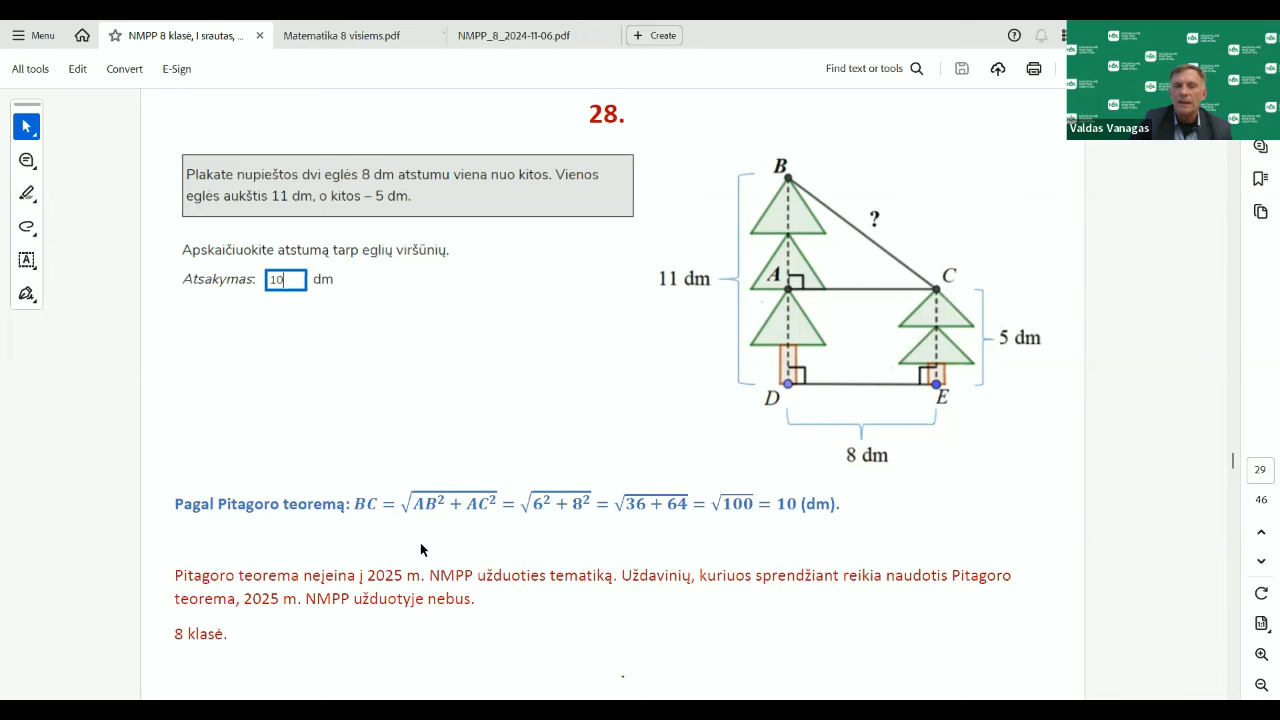 Menu
NMPP 8 klasė, I srautas, ...
Matematika 8 visiems.pdf
NMPP_8_2024-11-06.pdf
Create
All tools
Edit
Convert
E-Sign
Find text or tools
Valdas Vanagas
28.
Plakate nupieštos dvi eglės 8 dm atstumu viena nuo kitos. Vienos
eglės aukštis 11 dm, o kitos – 5 dm.
Apskaičiuokite atstumą tarp eglių viršūnių.
Atsakymas: 10 dm
B
?
11 dm
A
C
5 dm
D
E
8 dm
Pagal Pitagoro teoremą: BC = √(AB² + AC²) = √(6² + 8²) = √(36 + 64) = √100 = 10 (dm).
Pitagoro teorema neįeina į 2025 m. NMPP užduoties tematiką. Uždavinių, kuriuos sprendžiant reikia naudotis Pitagoro
teorema, 2025 m. NMPP užduotyje nebus.
8 klasė.
29
46